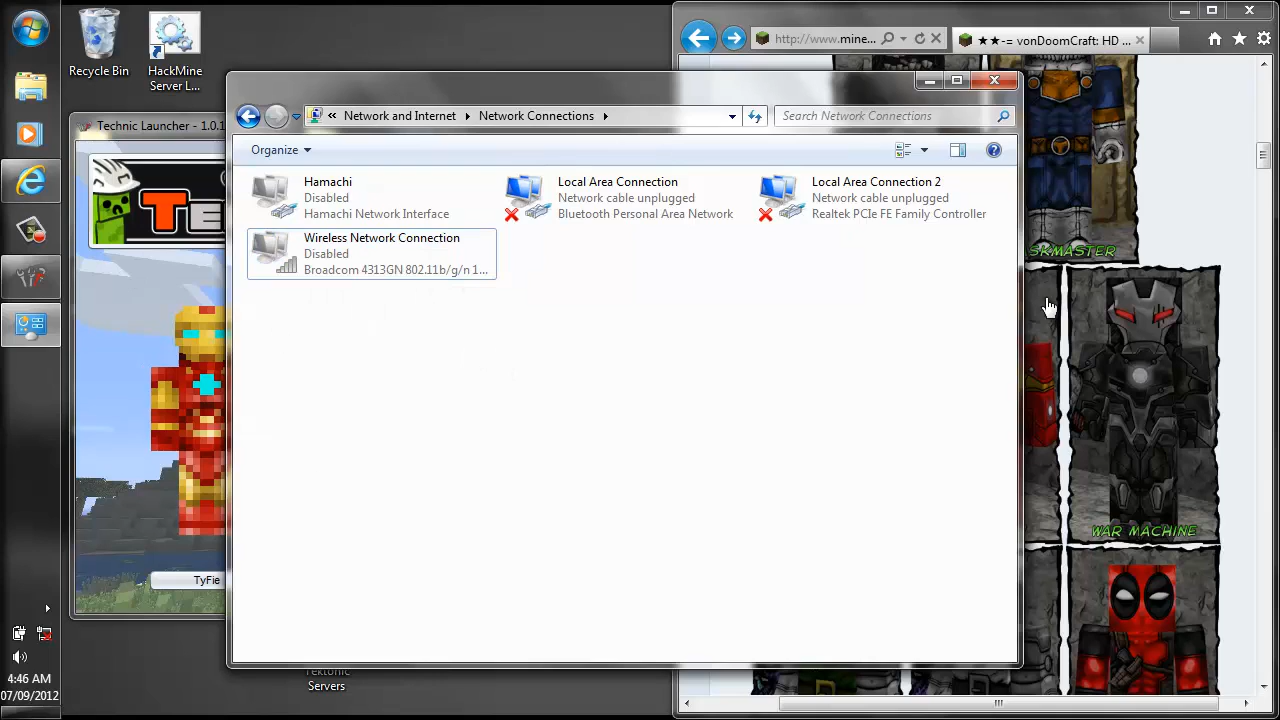 Recycle Bin
HackMine
Server L...
Technic Launcher - 1.0.1
TE
TyFie
Tektonic
Servers
4:46 AM
07/09/2012
« Network and Internet
Network Connections
Search Network Connections
Organize
Hamachi
Disabled
Hamachi Network Interface
Local Area Connection
Network cable unplugged
Bluetooth Personal Area Network
Local Area Connection 2
Network cable unplugged
Realtek PCIe FE Family Controller
Wireless Network Connection
Disabled
Broadcom 4313GN 802.11b/g/n 1...
http://www.mine...
★★-= vonDoomCraft: HD ...
SKMASTER
WAR MACHINE